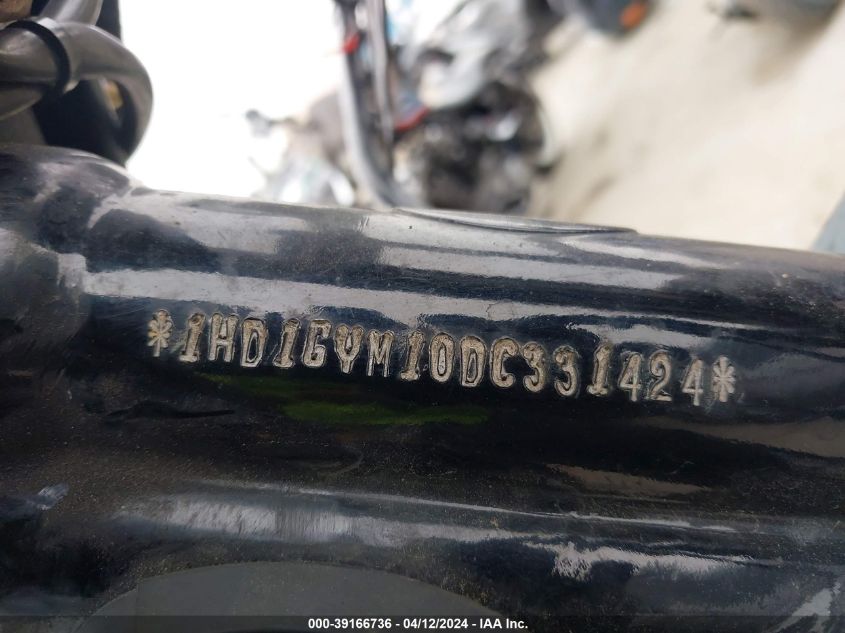 *1HD1GYM10DC331424*
000-39166736 - 04/12/2024 - IAA Inc.